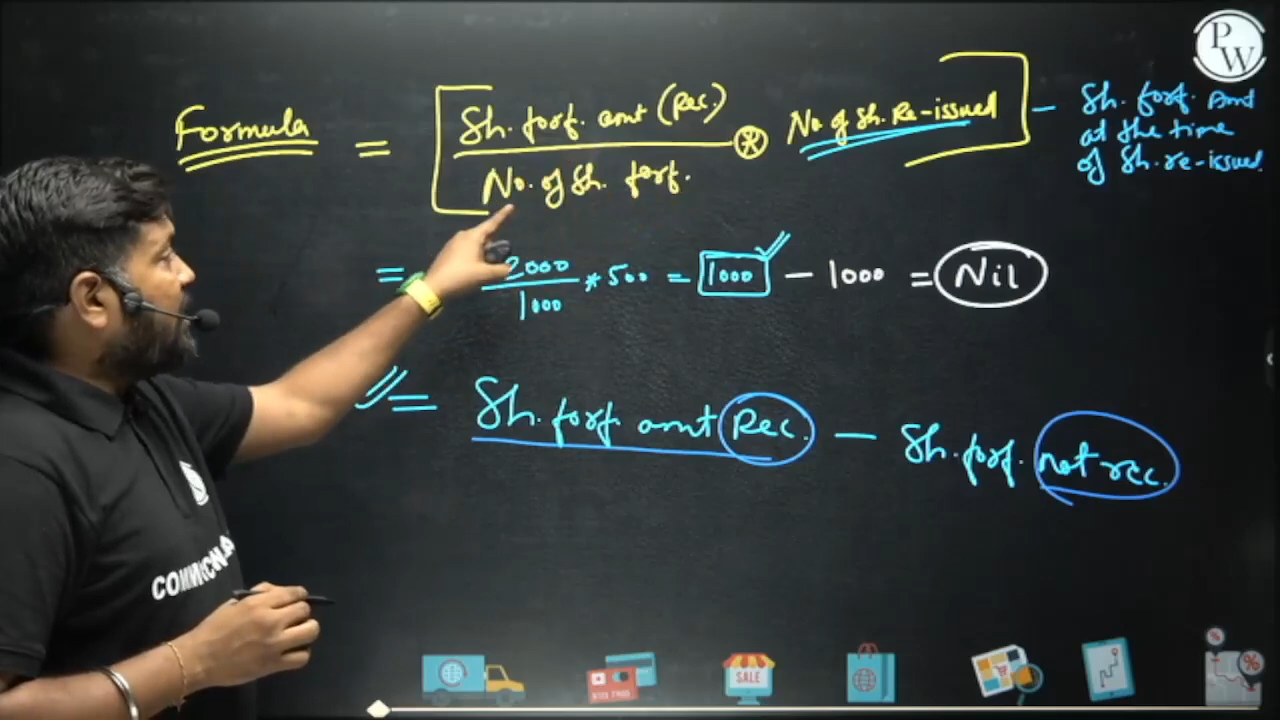 PW
Formula = [Sh. forf. amt (Rec.) / No. of Sh. forf. * No. of Sh. Re-issued] - Sh. forf. Amt
at the time
of Sh. re-issued.
= 2000 / 1000 * 500 = 1000 - 1000 = Nil
= Sh. forf. amt Rec. - Sh. forf. not rec.
SALE